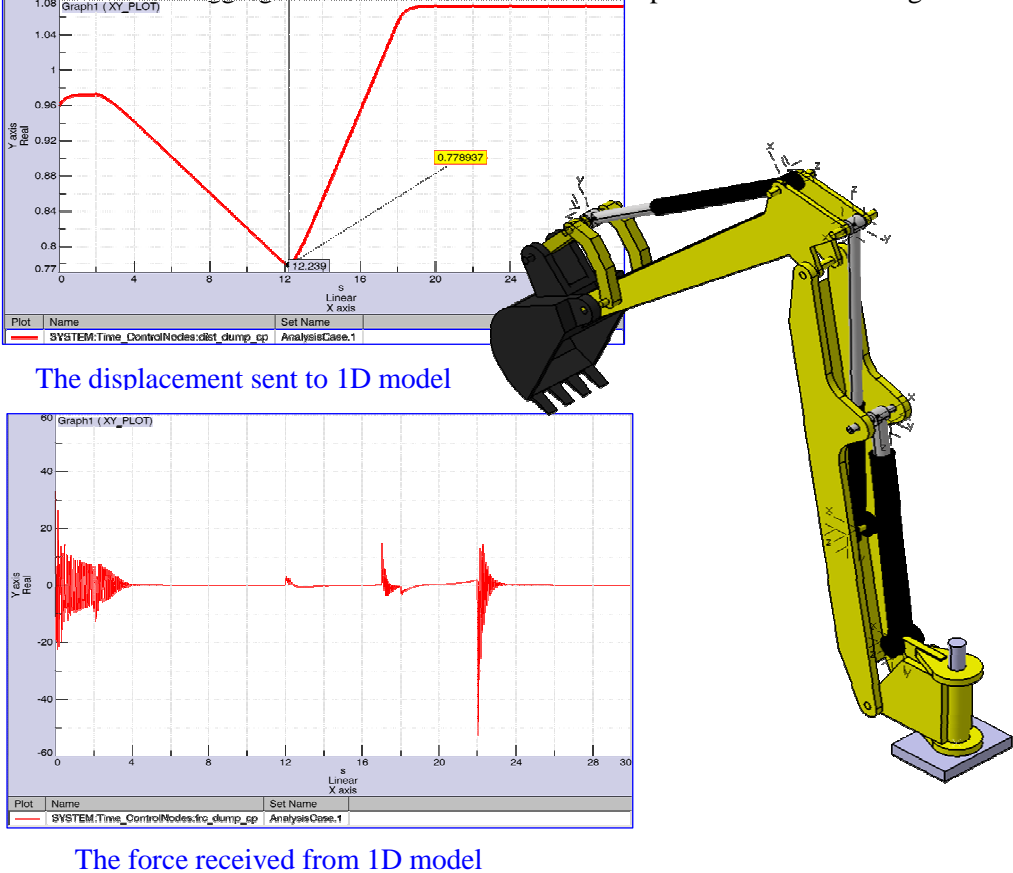 1.08 Graph1 ( XY_PLOT)
1.04
1
0.96
0.92
0.88
0.84
0.8
0.77
Y axis
Real
0.778937
12.239
0 4 8 12 16 20 24
s
Linear
X axis
Plot Name Set Name
SYSTEM:Time_ControlNodes:dist_dump_cp AnalysisCase.1
The displacement sent to 1D model
60 Graph1 ( XY_PLOT)
40
20
0
-20
-40
-60
Y axis
Real
0 4 8 12 16 20 24 28 30
s
Linear
X axis
Plot Name Set Name
SYSTEM:Time_ControlNodes:frc_dump_cp AnalysisCase.1
The force received from 1D model